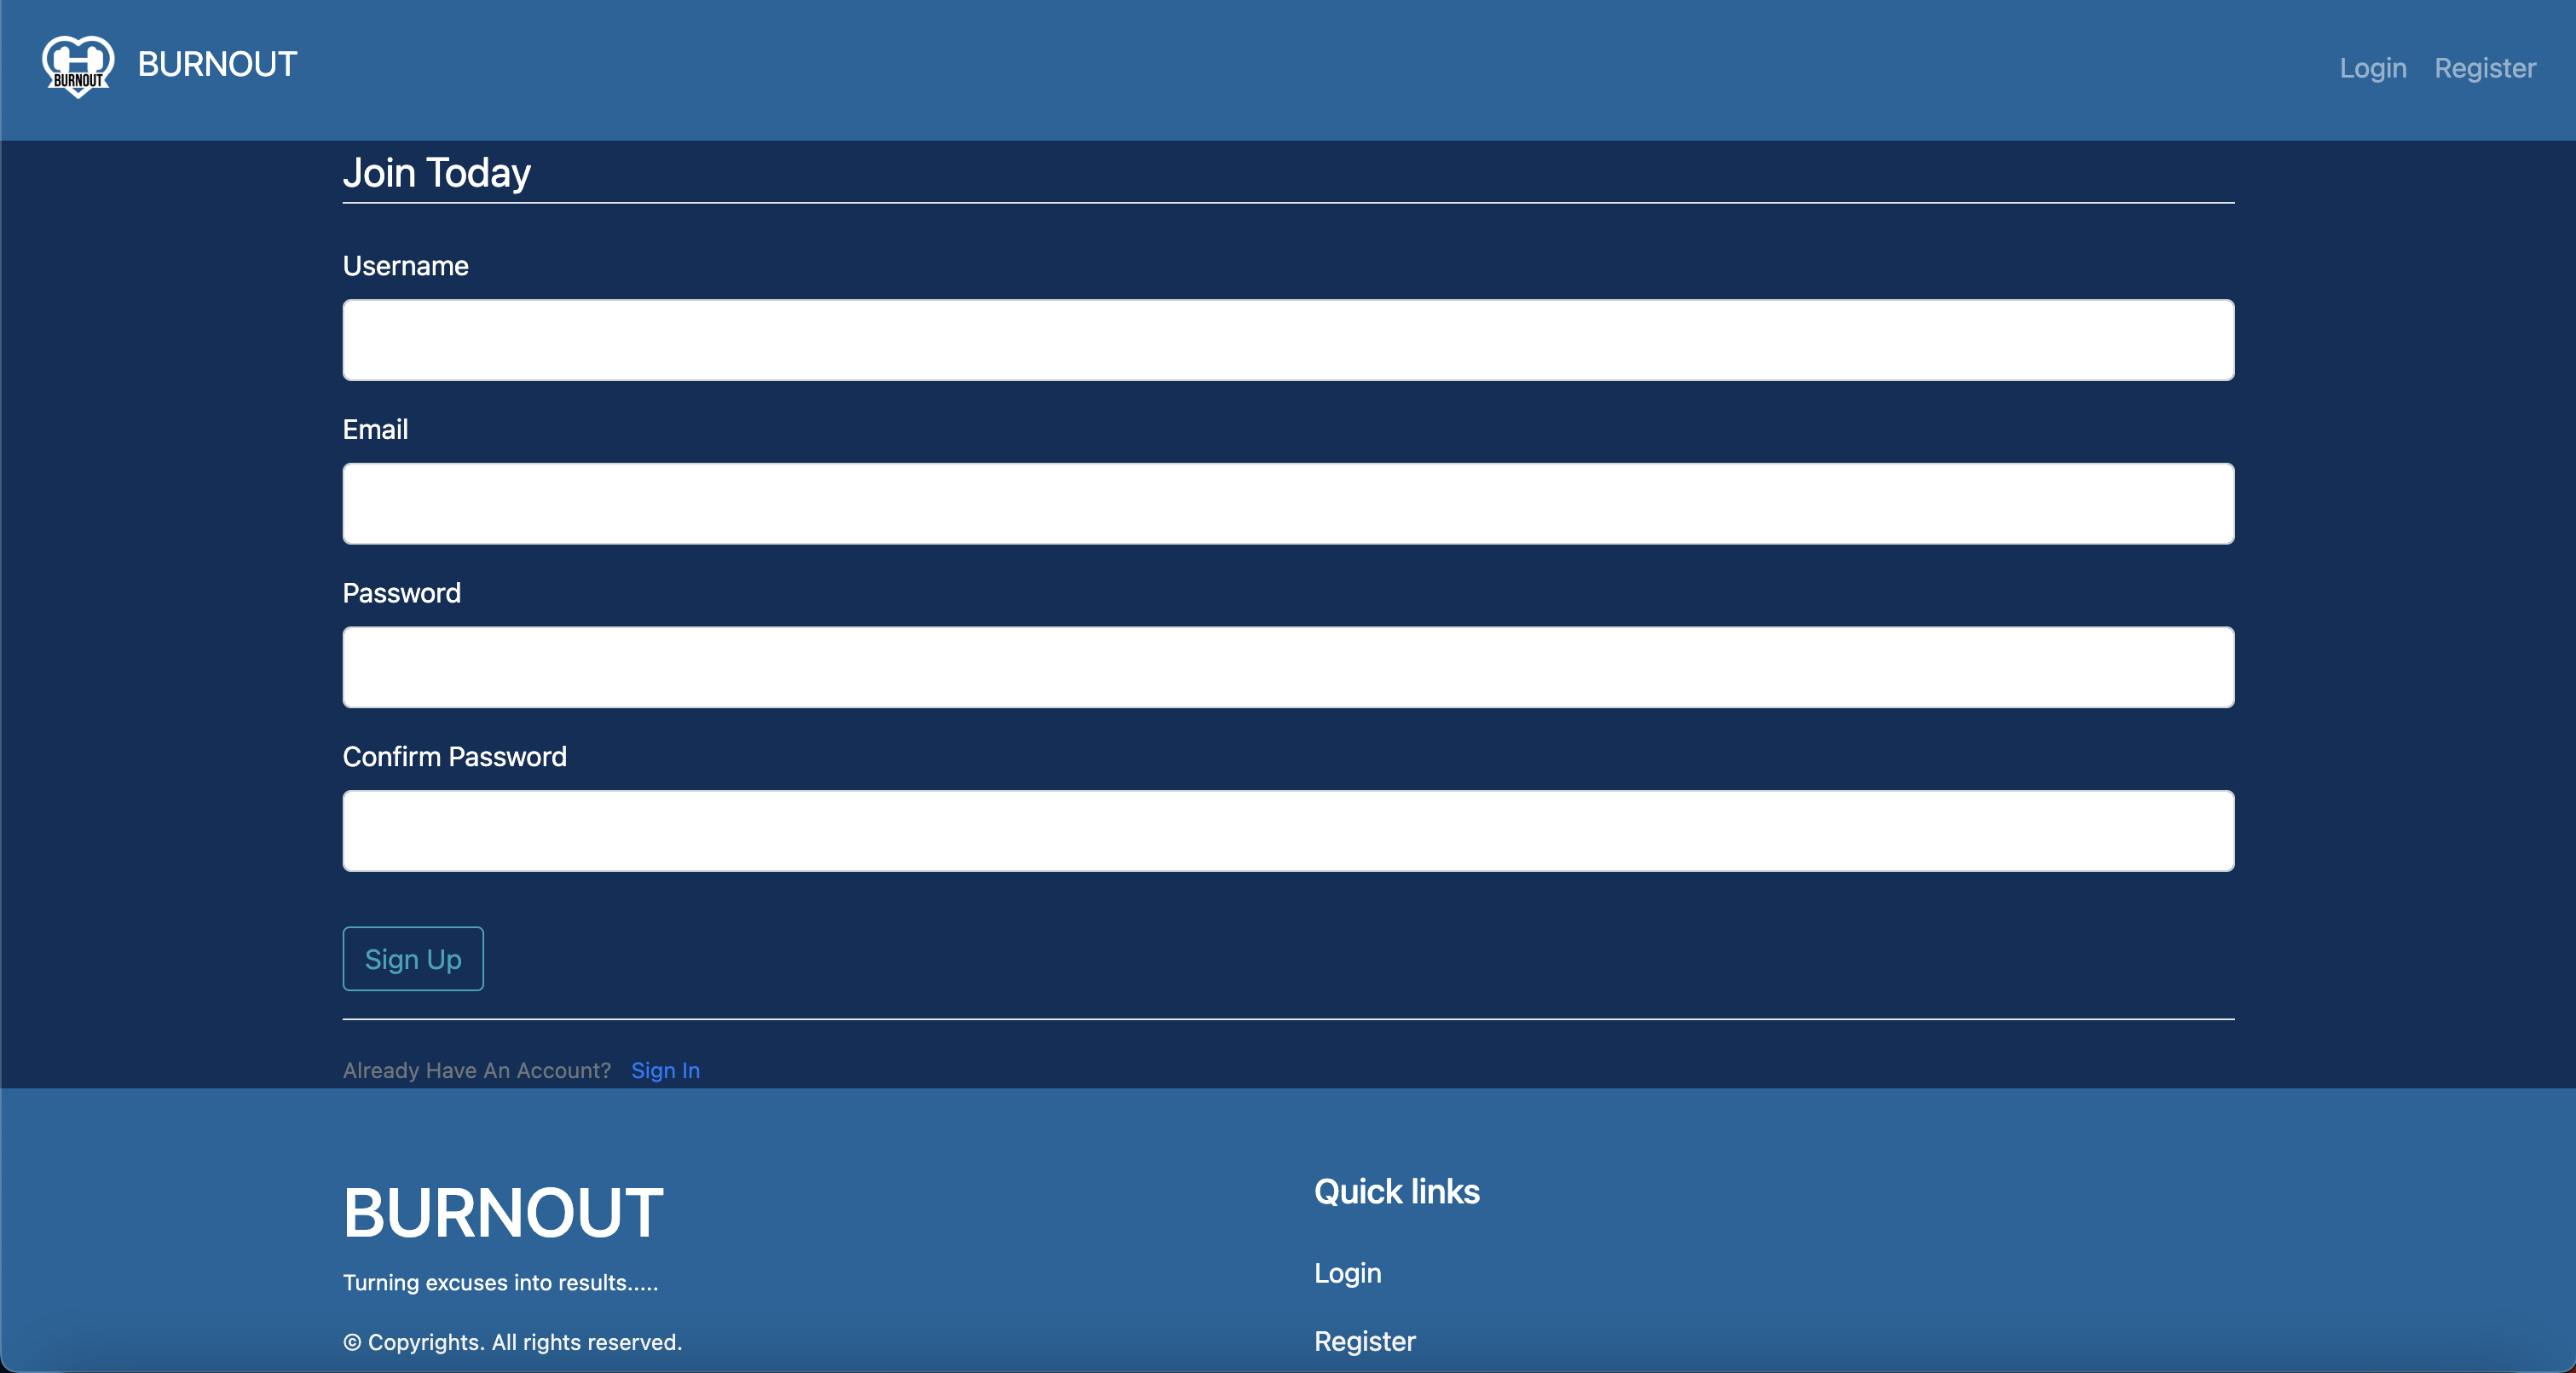 BURNOUT
BURNOUT
Login Register
Join Today
Username
Email
Password
Confirm Password
Sign Up
Already Have An Account? Sign In
BURNOUT
Turning excuses into results.....
© Copyrights. All rights reserved.
Quick links
Login
Register